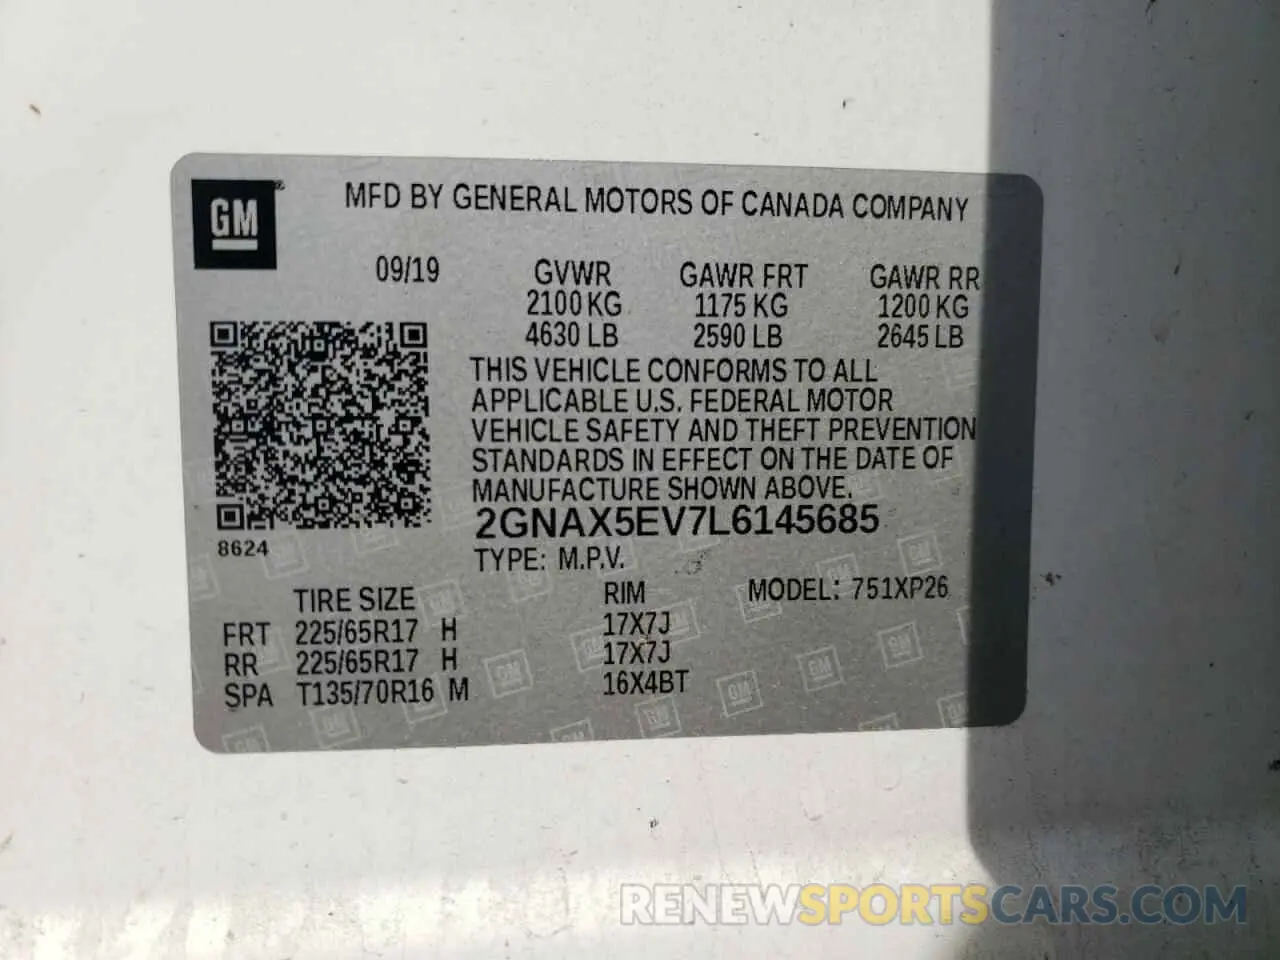 GM
MFD BY GENERAL MOTORS OF CANADA COMPANY
09/19 GVWR GAWR FRT GAWR RR
2100 KG 1175 KG 1200 KG
4630 LB 2590 LB 2645 LB
THIS VEHICLE CONFORMS TO ALL
APPLICABLE U.S. FEDERAL MOTOR
VEHICLE SAFETY AND THEFT PREVENTION
STANDARDS IN EFFECT ON THE DATE OF
MANUFACTURE SHOWN ABOVE.
2GNAX5EV7L6145685
8624
TYPE: M.P.V.
TIRE SIZE RIM MODEL: 751XP26
FRT 225/65R17 H 17X7J
RR 225/65R17 H 17X7J
SPA T135/70R16 M 16X4BT
RENEWSPORTSCARS.COM